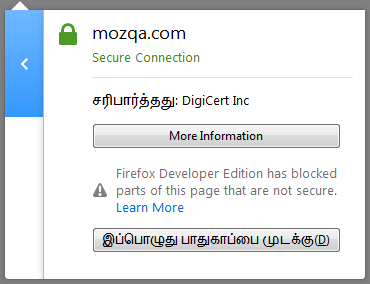 mozqa.com
Secure Connection
சரிபார்த்தது: DigiCert Inc
More Information
Firefox Developer Edition has blocked
parts of this page that are not secure.
Learn More
இப்பொழுது பாதுகாப்பை முடக்கு(D)